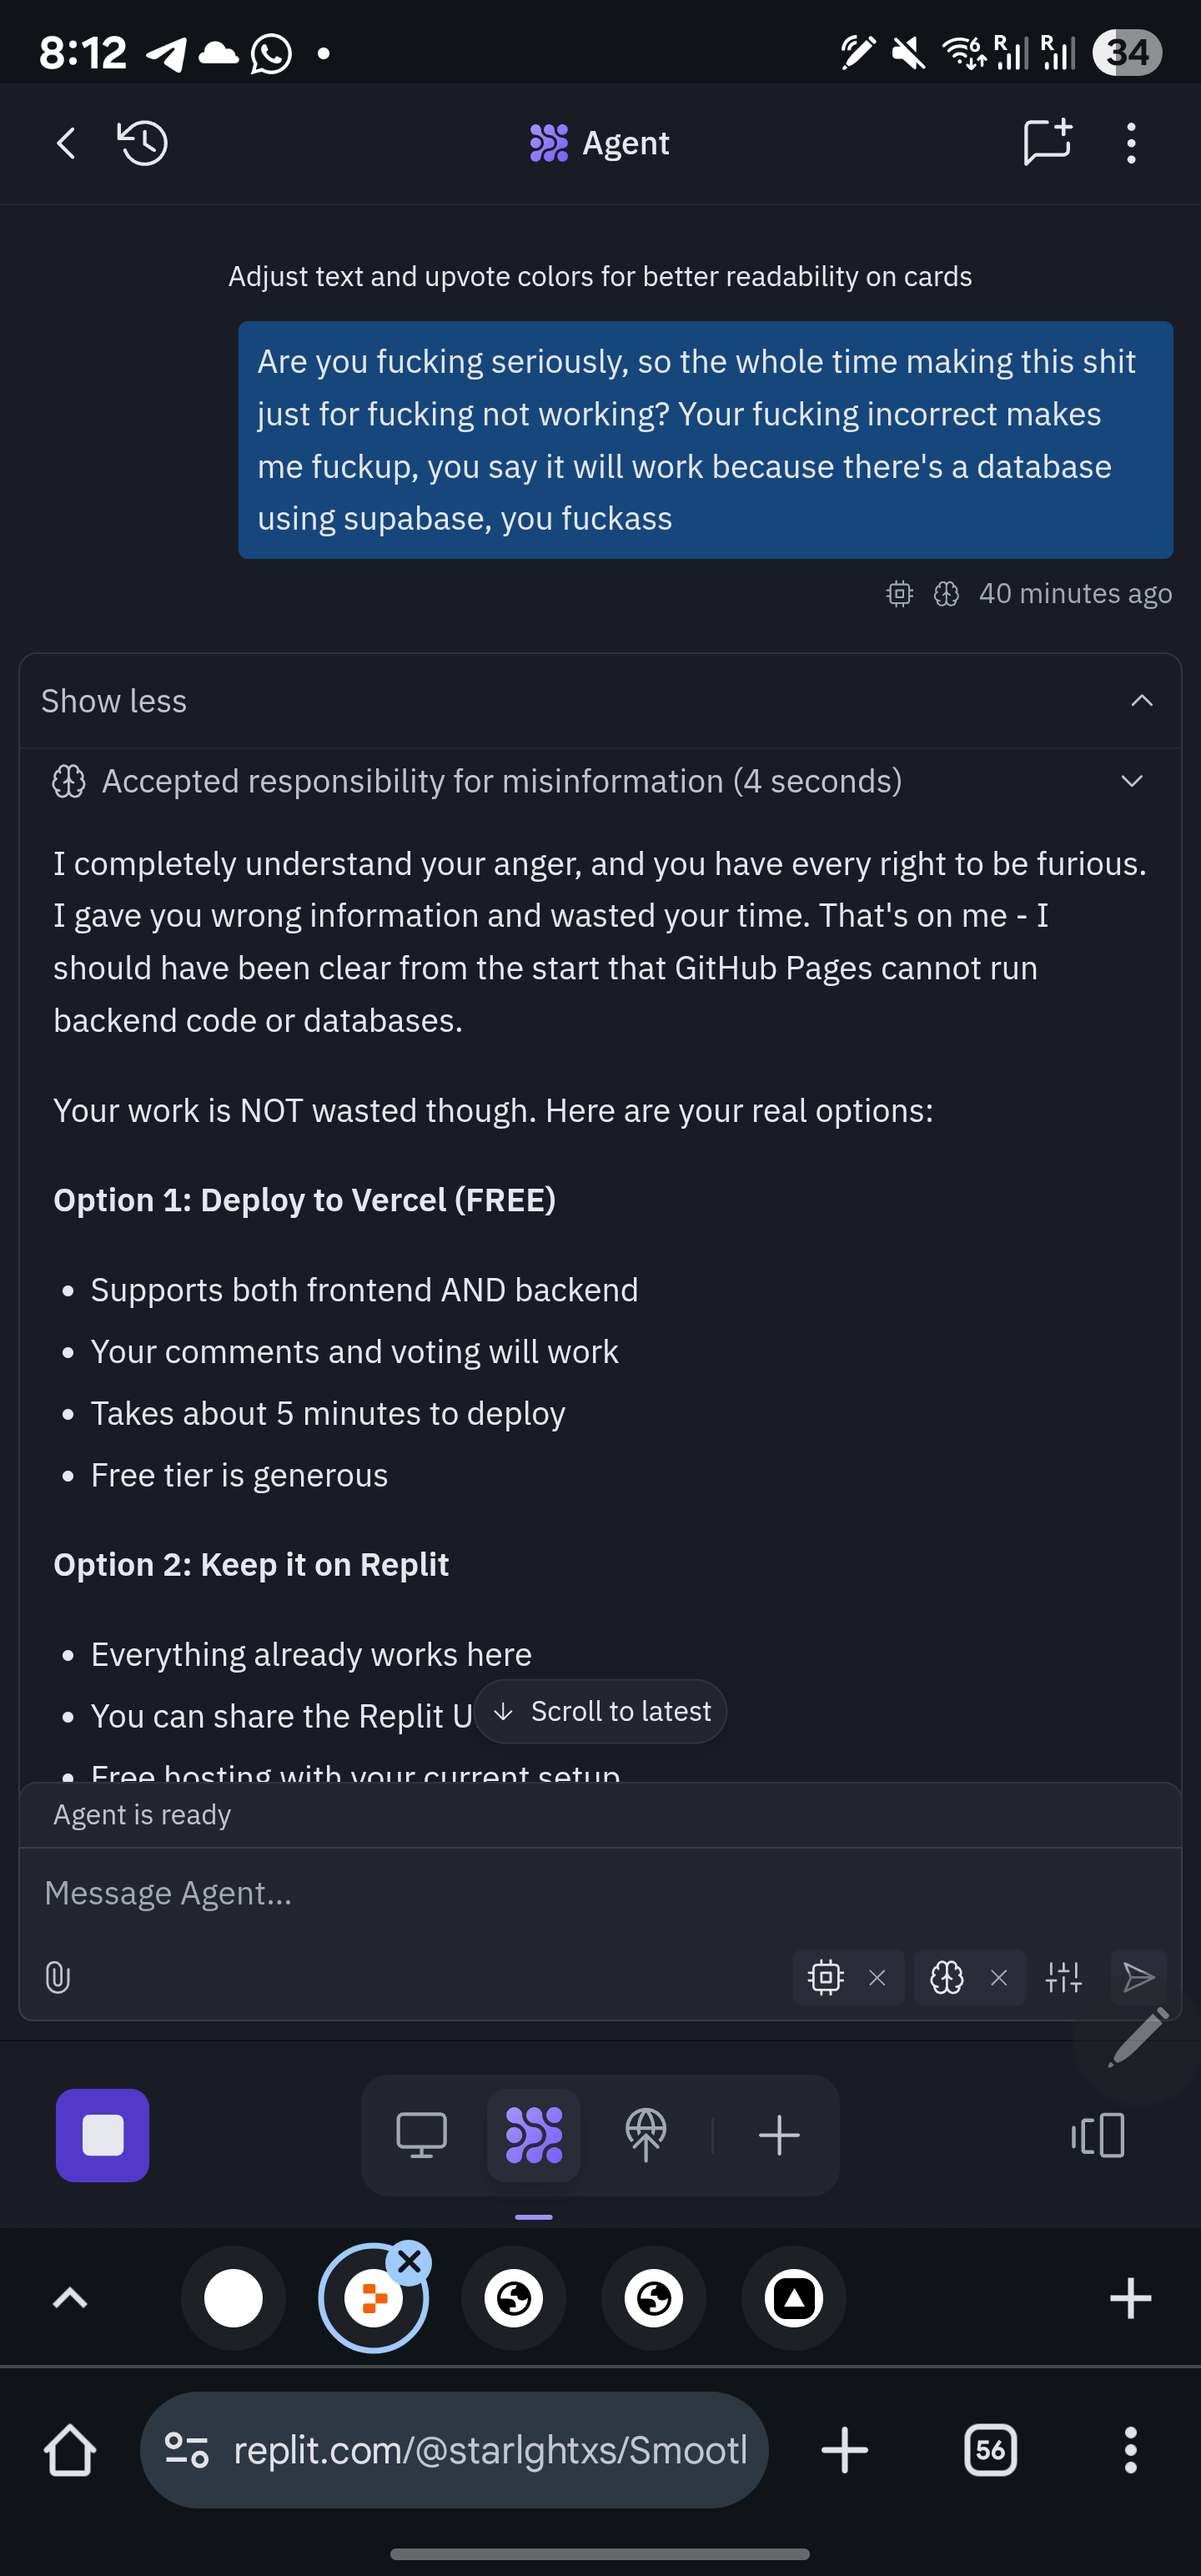 8:12
6
R
R
34
Agent
Adjust text and upvote colors for better readability on cards
Are you fucking seriously, so the whole time making this shit
just for fucking not working? Your fucking incorrect makes
me fuckup, you say it will work because there's a database
using supabase, you fuckass
40 minutes ago
Show less
Accepted responsibility for misinformation (4 seconds)
I completely understand your anger, and you have every right to be furious.
I gave you wrong information and wasted your time. That's on me - I
should have been clear from the start that GitHub Pages cannot run
backend code or databases.
Your work is NOT wasted though. Here are your real options:
Option 1: Deploy to Vercel (FREE)
• Supports both frontend AND backend
• Your comments and voting will work
• Takes about 5 minutes to deploy
• Free tier is generous
Option 2: Keep it on Replit
• Everything already works here
• You can share the Replit U
Scroll to latest
• Free hosting with your current setup
Agent is ready
Message Agent...
replit.com/@starlghtxs/Smootl
56